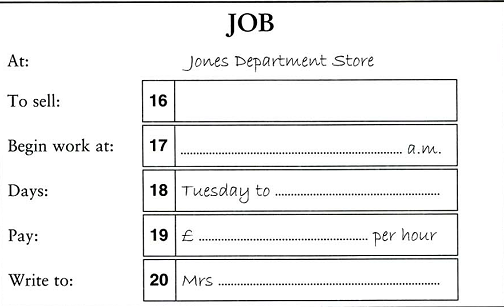 JOB
At: Jones Department Store
To sell: 16
Begin work at: 17 .................................................. a.m.
Days: 18 Tuesday to .....................................
Pay: 19 £ ..................................... per hour
Write to: 20 Mrs ..................................................